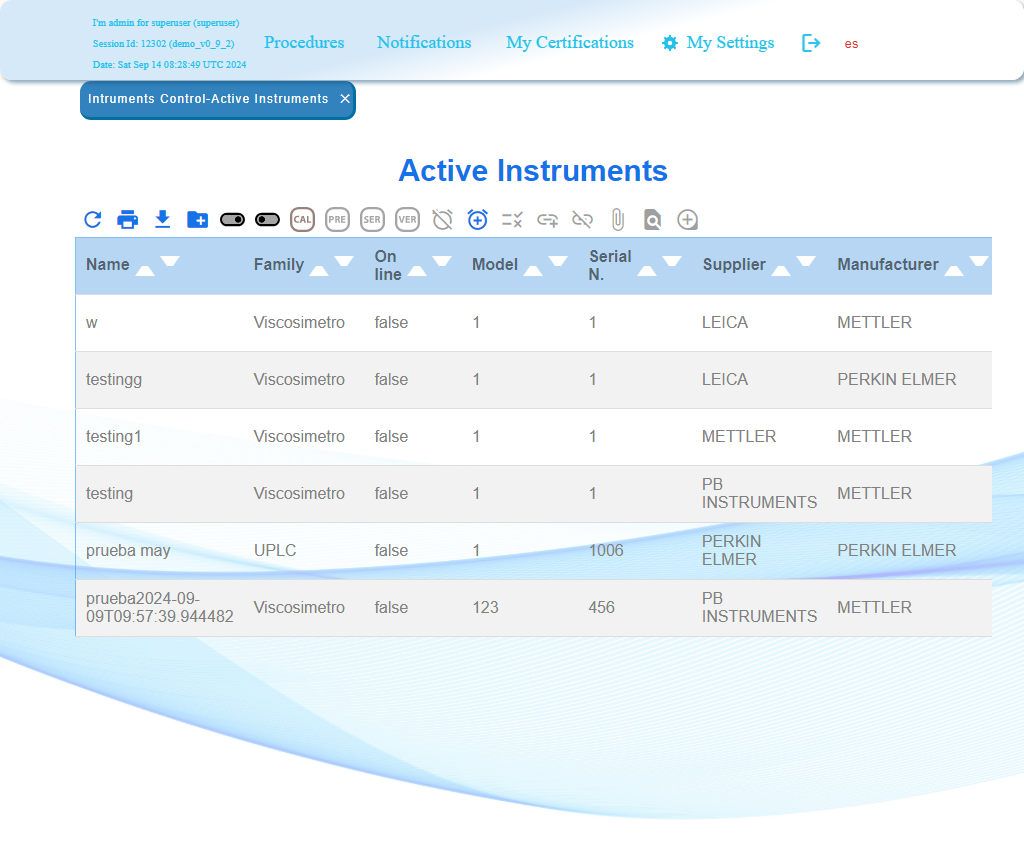 I'm admin for superuser (superuser)
Session Id: 12302 (demo_v0_9_2)
Date: Sat Sep 14 08:28:49 UTC 2024
Procedures
Notifications
My Certifications
My Settings
es
Intruments Control-Active Instruments ×
Active Instruments
CAL PRE SER VER
Name Family On line Model Serial N. Supplier Manufacturer
w Viscosimetro false 1 1 LEICA METTLER
testingg Viscosimetro false 1 1 LEICA PERKIN ELMER
testing1 Viscosimetro false 1 1 METTLER METTLER
testing Viscosimetro false 1 1 PB INSTRUMENTS METTLER
prueba may UPLC false 1 1006 PERKIN ELMER PERKIN ELMER
prueba2024-09-09T09:57:39.944482 Viscosimetro false 123 456 PB INSTRUMENTS METTLER